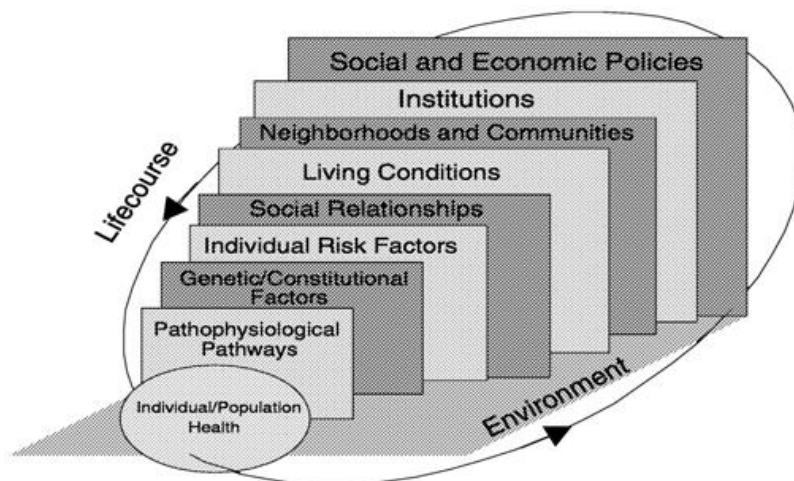 Social and Economic Policies
Institutions
Neighborhoods and Communities
Living Conditions
Social Relationships
Individual Risk Factors
Genetic/Constitutional
Factors
Pathophysiological
Pathways
Individual/Population
Health
Lifecourse
Environment